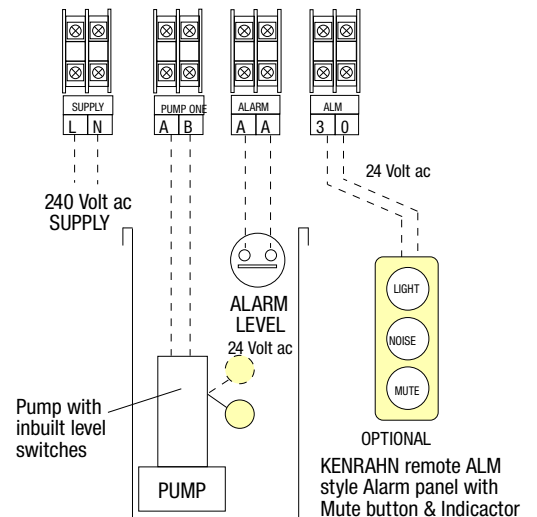 SUPPLY
L N
PUMP ONE
A B
ALARM
A A
ALM
3 0
24 Volt ac
240 Volt ac
SUPPLY
ALARM
LEVEL
24 Volt ac
LIGHT
NOISE
MUTE
Pump with
inbuilt level
switches
PUMP
OPTIONAL
KENRAHN remote ALM
style Alarm panel with
Mute button & Indicactor